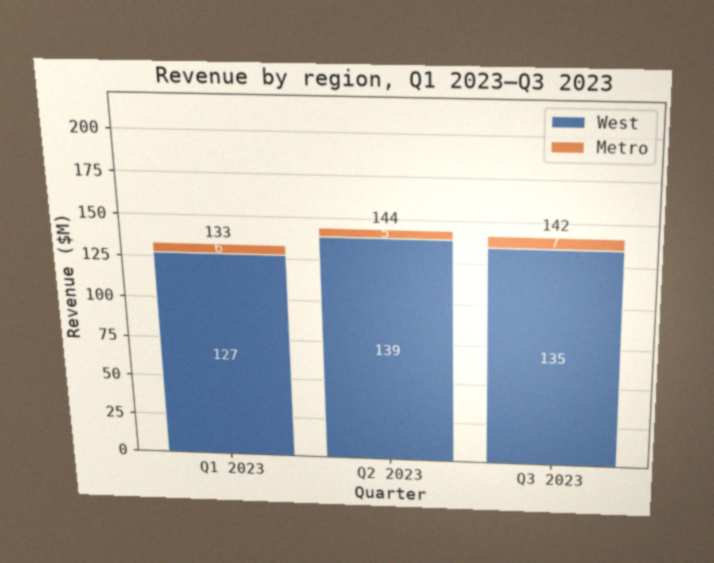 Revenue by region, Q1 2023–Q3 2023
West
Metro
Revenue ($M)
200
175
150
125
100
75
50
25
0
133
144
142
6
5
7
127
139
135
Q1 2023
Q2 2023
Q3 2023
Quarter